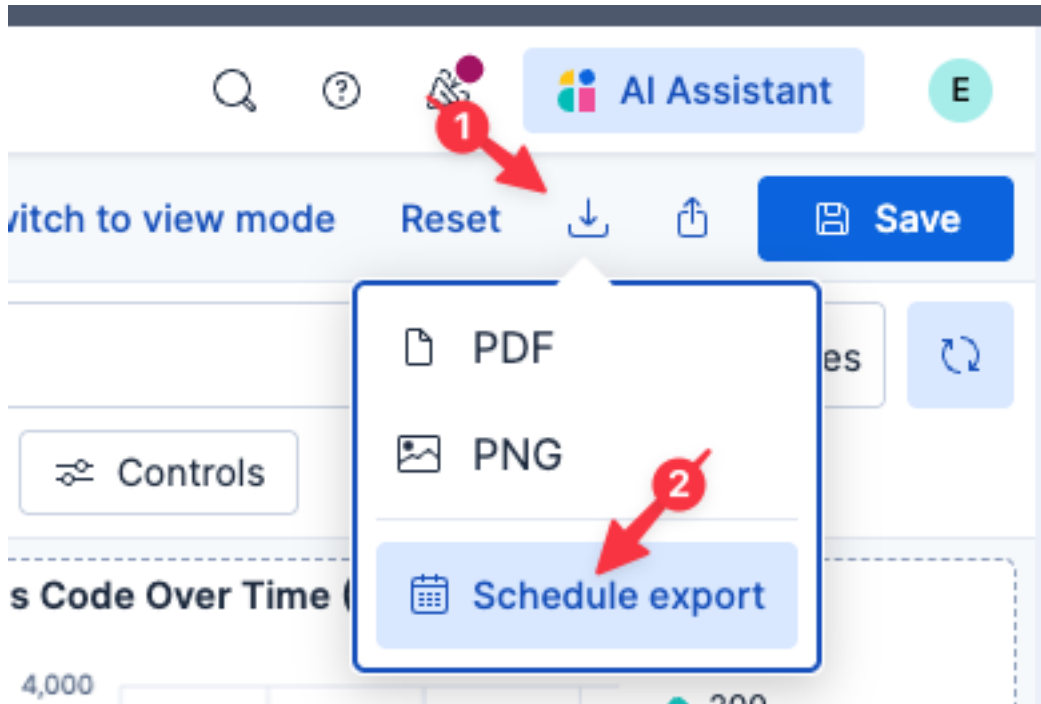 AI Assistant
E
1
vitch to view mode
Reset
Save
PDF
es
PNG
Controls
2
s Code Over Time (
Schedule export
4,000
200